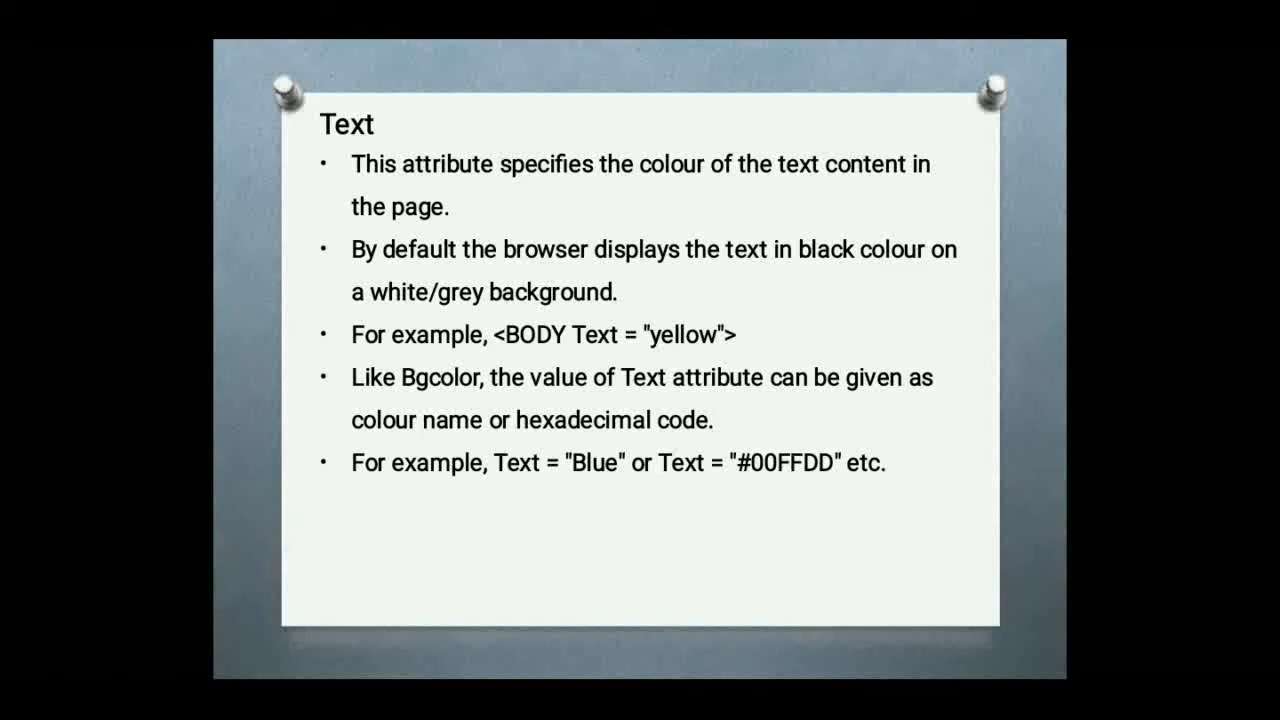 Text
• This attribute specifies the colour of the text content in
the page.
• By default the browser displays the text in black colour on
a white/grey background.
• For example, <BODY Text = "yellow">
• Like Bgcolor, the value of Text attribute can be given as
colour name or hexadecimal code.
• For example, Text = "Blue" or Text = "#00FFDD" etc.